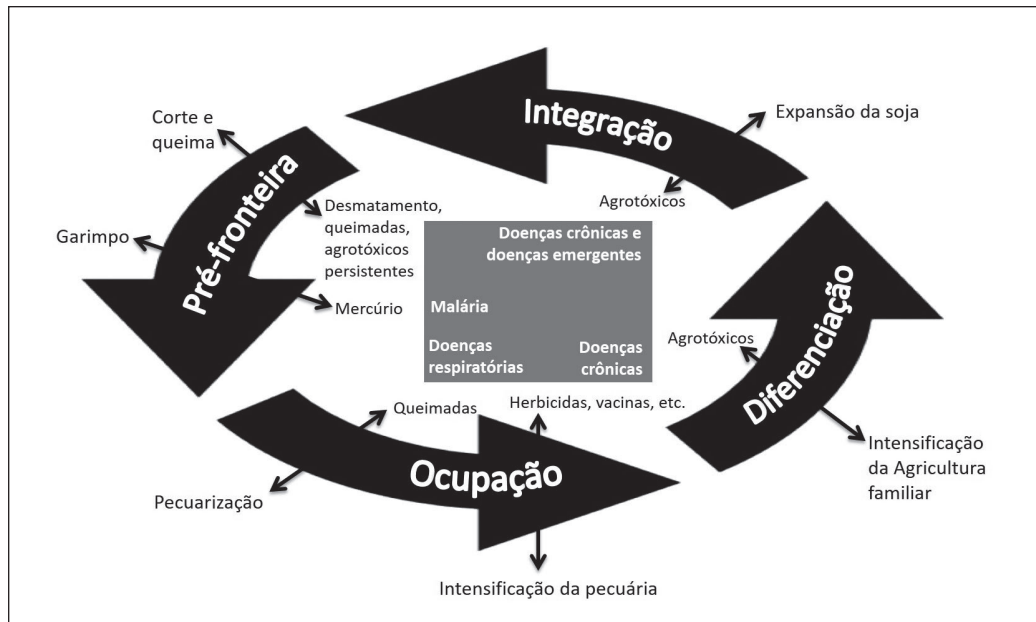 Integração
Expansão da soja
Agrotóxicos
Corte e
queima
Pré-fronteira
Desmatamento,
queimadas,
agrotóxicos
persistentes
Garimpo
Mercúrio
Doenças crônicas e
doenças emergentes
Malária
Doenças
respiratórias
Doenças
crônicas
Agrotóxicos
Diferenciação
Queimadas
Herbicidas, vacinas, etc.
Ocupação
Pecuarização
Intensificação
da Agricultura
familiar
Intensificação da pecuária